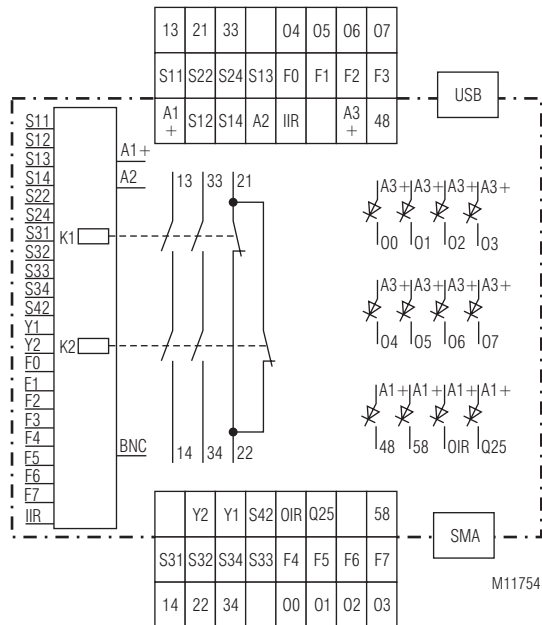 13 21 33 04 05 06 07
S11 S22 S24 S13 F0 F1 F2 F3
A1+ S12 S14 A2 IIR A3+ 48
USB
S11
S12
S13
S14
S22
S24
S31
S32
S33
S34
S42
Y1
Y2
F0
F1
F2
F3
F4
F5
F6
F7
IIR
K1
K2
A1+
A2
BNC
13 33 21
14 34 22
A3+ A3+ A3+ A3+
00 01 02 03
A3+ A3+ A3+ A3+
04 05 06 07
A1+ A1+ A1+ A1+
48 58 OIR Q25
Y2 Y1 S42 OIR Q25 58
S31 S32 S34 S33 F4 F5 F6 F7
14 22 34 00 01 02 03
SMA
M11754